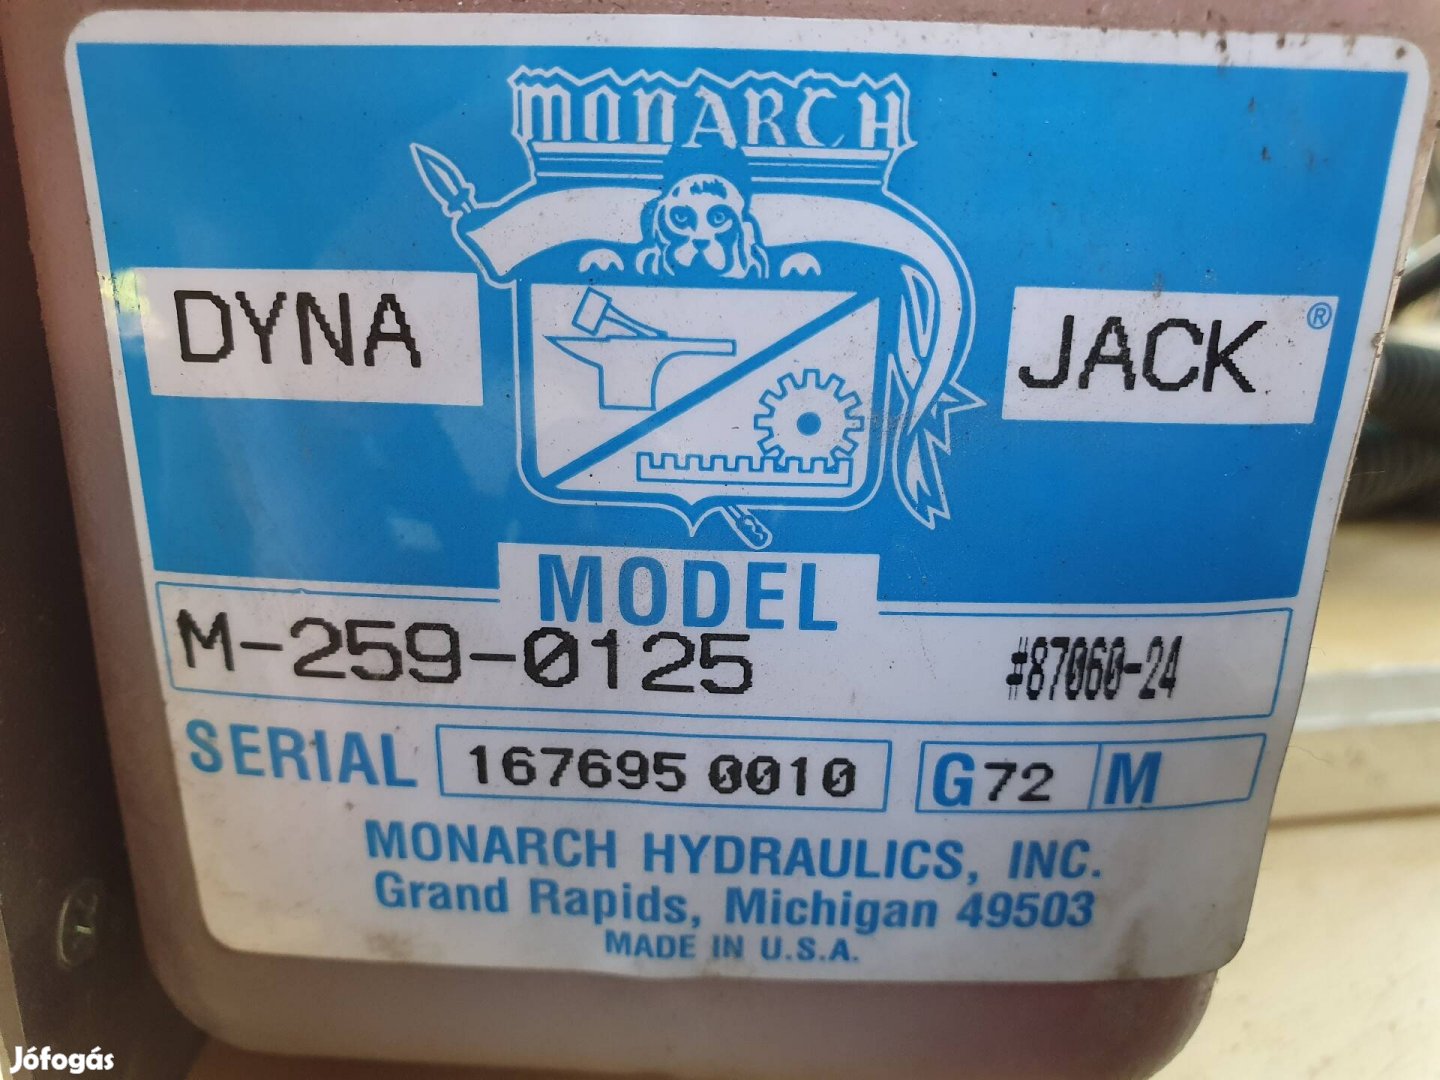 MONARCH
DYNA JACK ®
MODEL
M-259-0125 #87060-24
SERIAL 167695 0010 G72 M
MONARCH HYDRAULICS, INC.
Grand Rapids, Michigan 49503
MADE IN U.S.A.
Jófogás